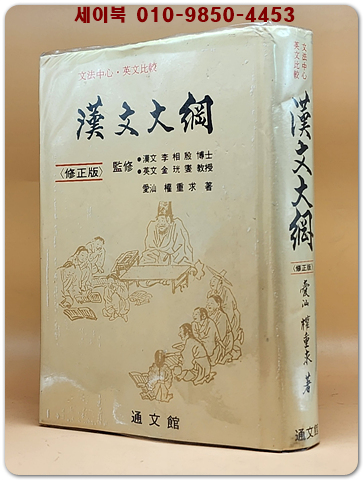 세이북 010-9850-4453
文法中心·英文比較
漢文大綱
〈修正版〉
監修
●漢文 李相殷 博士
●英文 金玩憲 教授
愛汕 權重求 著
通文館
文法中心
英文比較
漢文大綱
〈修正版〉
愛汕 權重求 著
通文館